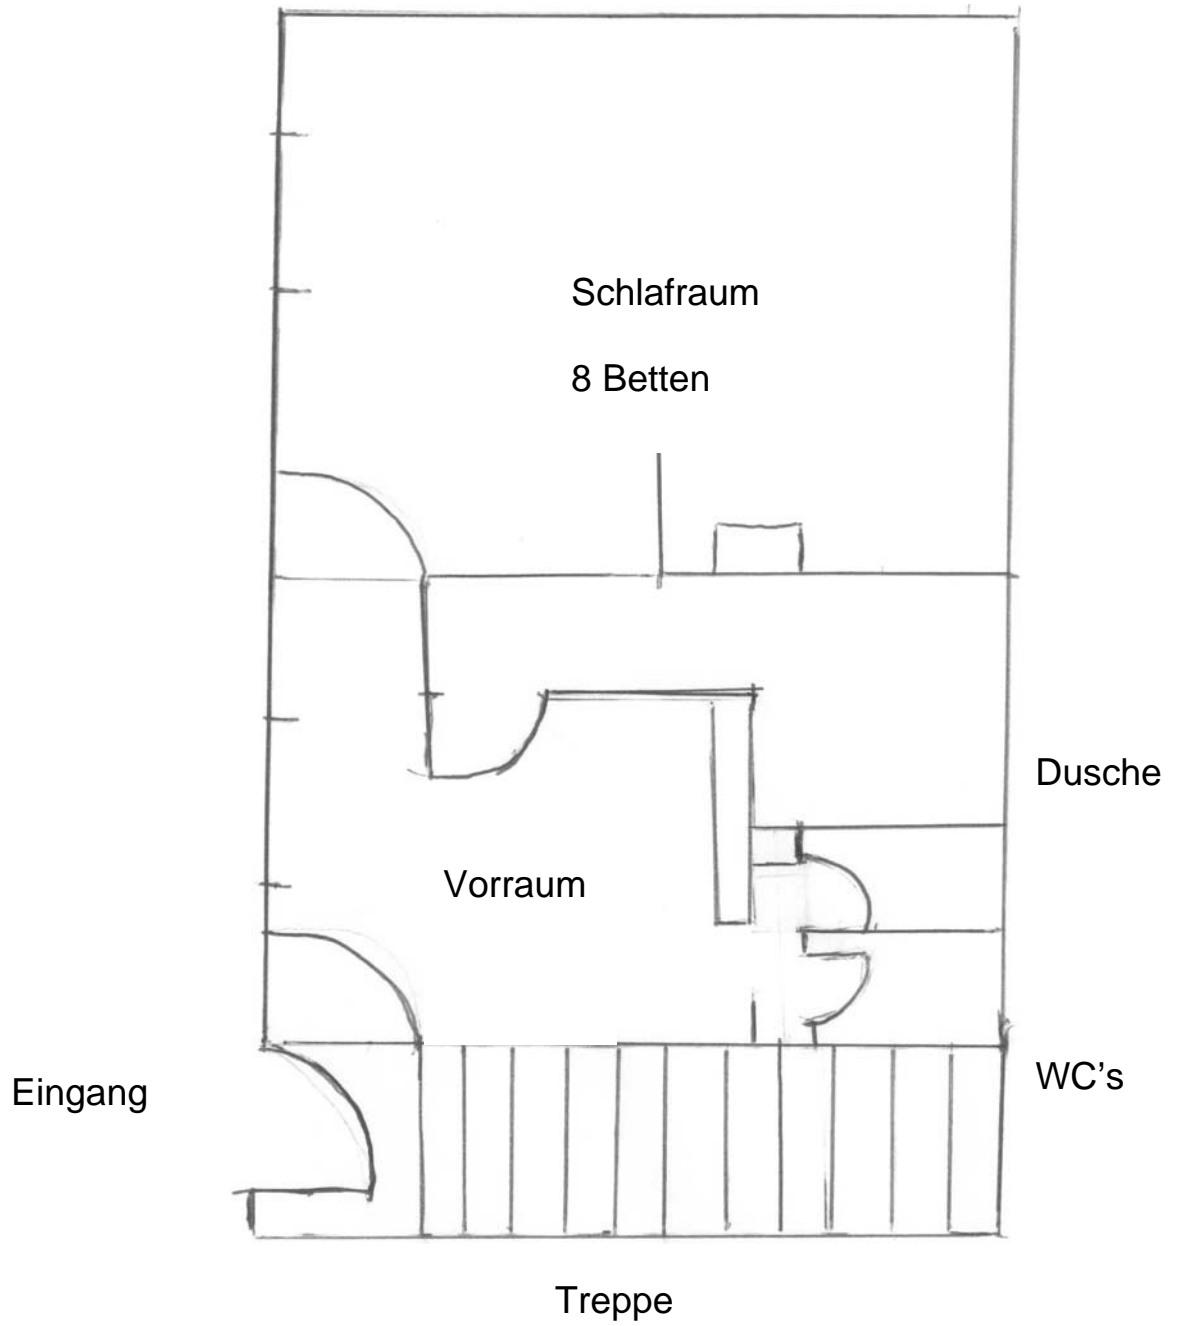 Schlafraum
8 Betten
Dusche
Vorraum
WC’s
Eingang
Treppe